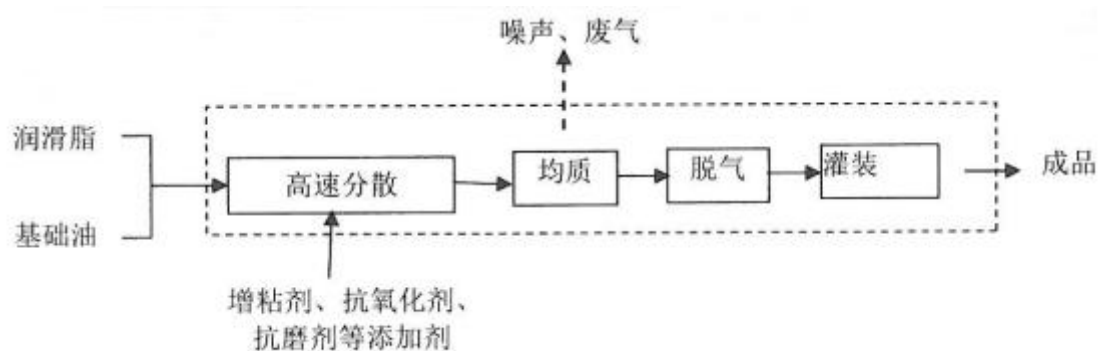 噪声、废气
润滑脂
高速分散
均质
脱气
灌装
成品
基础油
增粘剂、抗氧化剂、
抗磨剂等添加剂